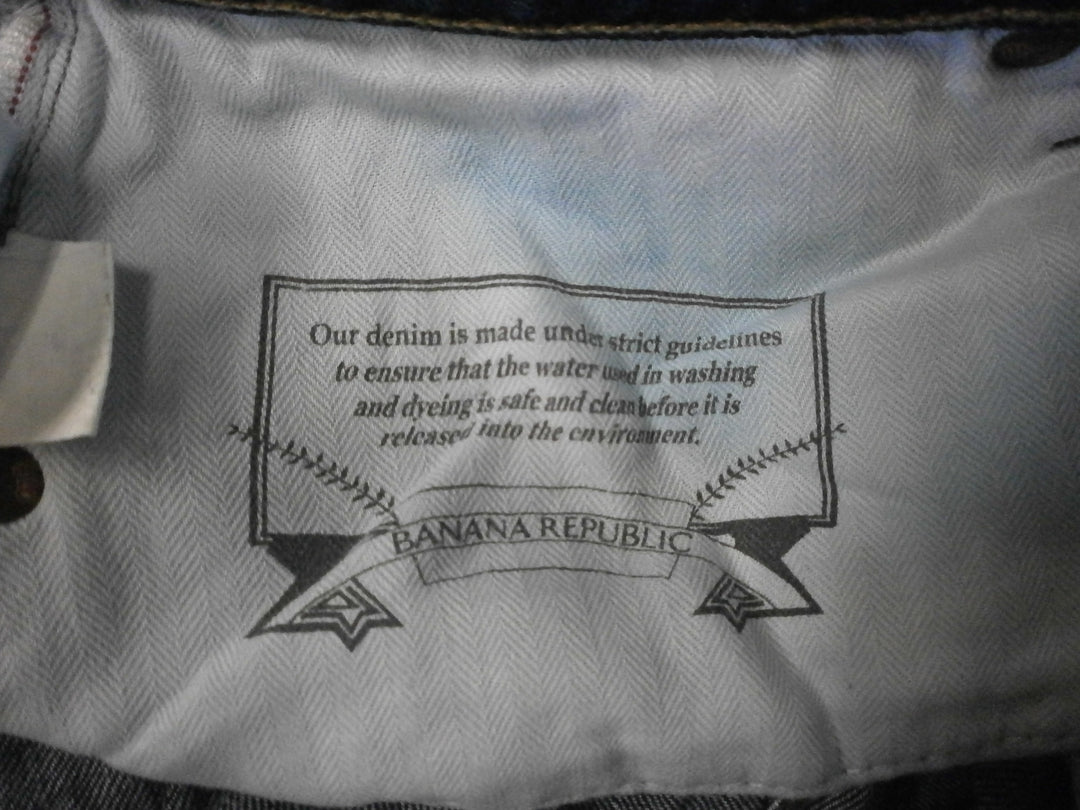 Our denim is made under strict guidelines
to ensure that the water used in washing
and dyeing is safe and clean before it is
released into the environment.
BANANA REPUBLIC